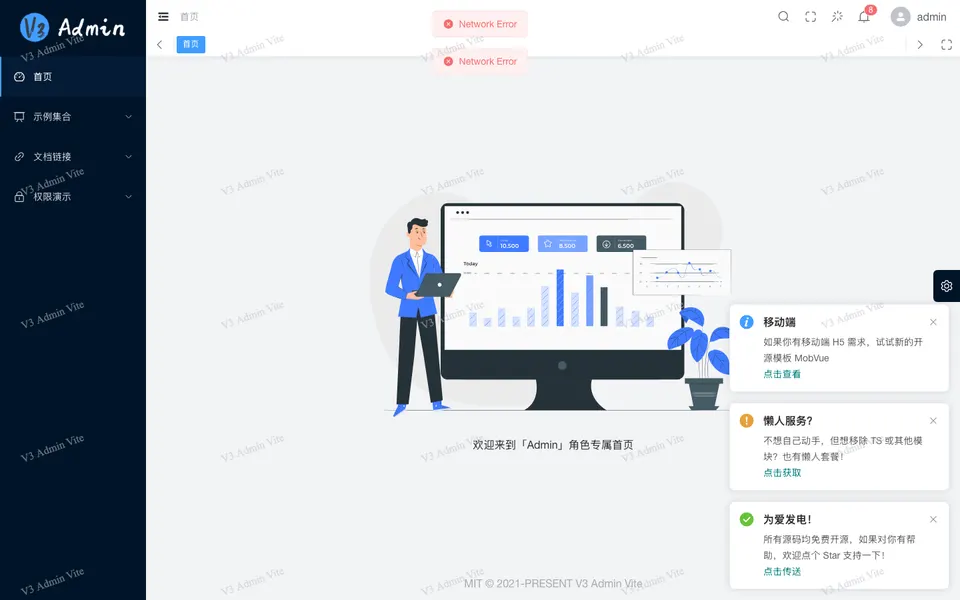 V3 Admin
首页
示例集合
文档链接
权限演示
首页
Network Error
8
admin
首页
Network Error
10,500
8,500
6,500
Today
欢迎来到「Admin」角色专属首页
移动端
如果你有移动端 H5 需求，试试新的开
源模板 MobVue
点击查看
懒人服务?
不想自己动手，但想移除 TS 或其他模
块？也有懒人套餐！
点击获取
为爱发电！
所有源码均免费开源，如果对你有帮
助，欢迎点个 Star 支持一下！
点击传送
MIT © 2021-PRESENT V3 Admin Vite
V3 Admin Vite